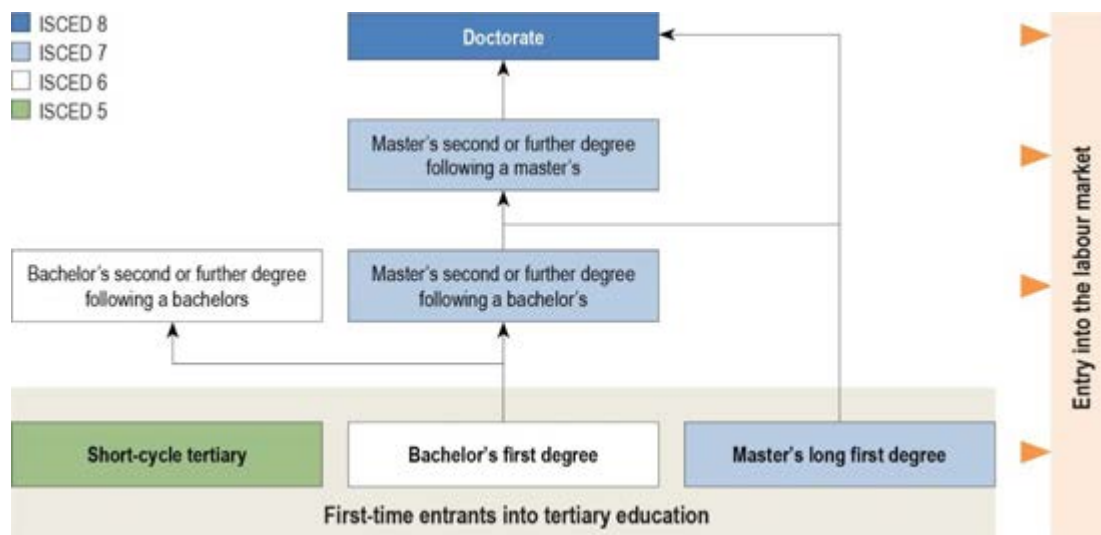 ISCED 8
ISCED 7
ISCED 6
ISCED 5
Doctorate
Master's second or further degree
following a master's
Bachelor's second or further degree
following a bachelors
Master's second or further degree
following a bachelor's
Short-cycle tertiary
Bachelor's first degree
Master's long first degree
First-time entrants into tertiary education
Entry into the labour market